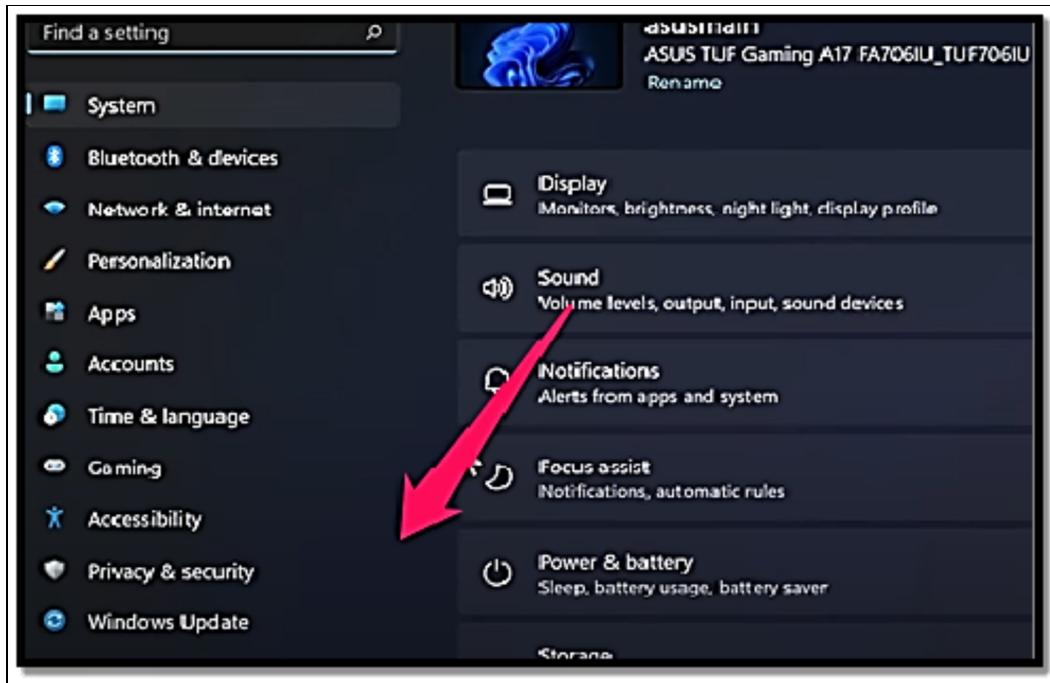 Find a setting
System
Bluetooth & devices
Network & internet
Personalization
Apps
Accounts
Time & language
Gaming
Accessibility
Privacy & security
Windows Update
asusmain
ASUS TUF Gaming A17 FA706IU_TUF706IU
Rename
Display
Monitors, brightness, night light, display profile
Sound
Volume levels, output, input, sound devices
Notifications
Alerts from apps and system
Focus assist
Notifications, automatic rules
Power & battery
Sleep, battery usage, battery saver
Storage